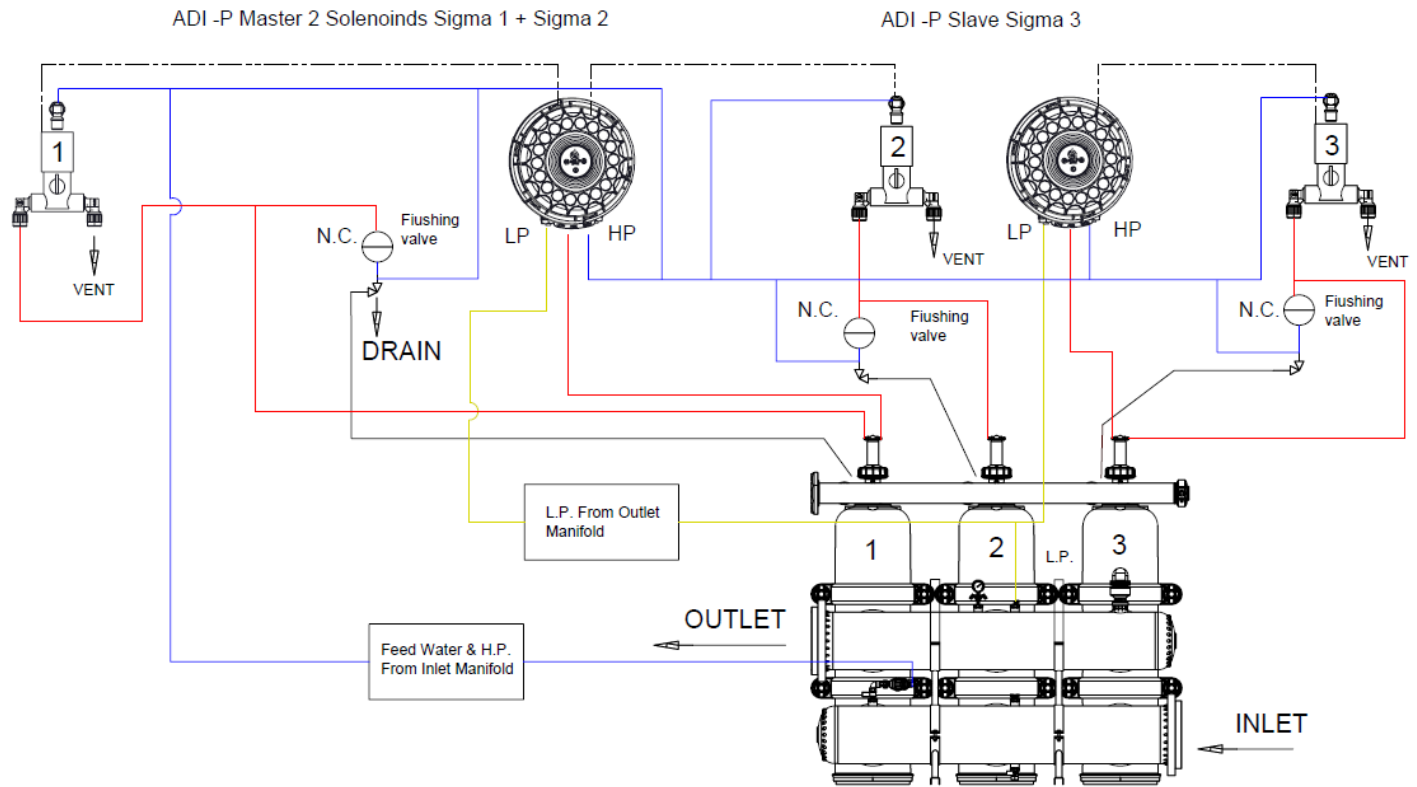 ADI -P Master 2 Solenoinds Sigma 1 + Sigma 2
ADI -P Slave Sigma 3
1
2
3
LP
HP
LP
HP
N.C.
Fiushing
valve
VENT
VENT
VENT
N.C.
Fiushing
valve
N.C.
Fiushing
valve
DRAIN
L.P. From Outlet
Manifold
1
2
L.P.
3
OUTLET
Feed Water & H.P.
From Inlet Manifold
INLET